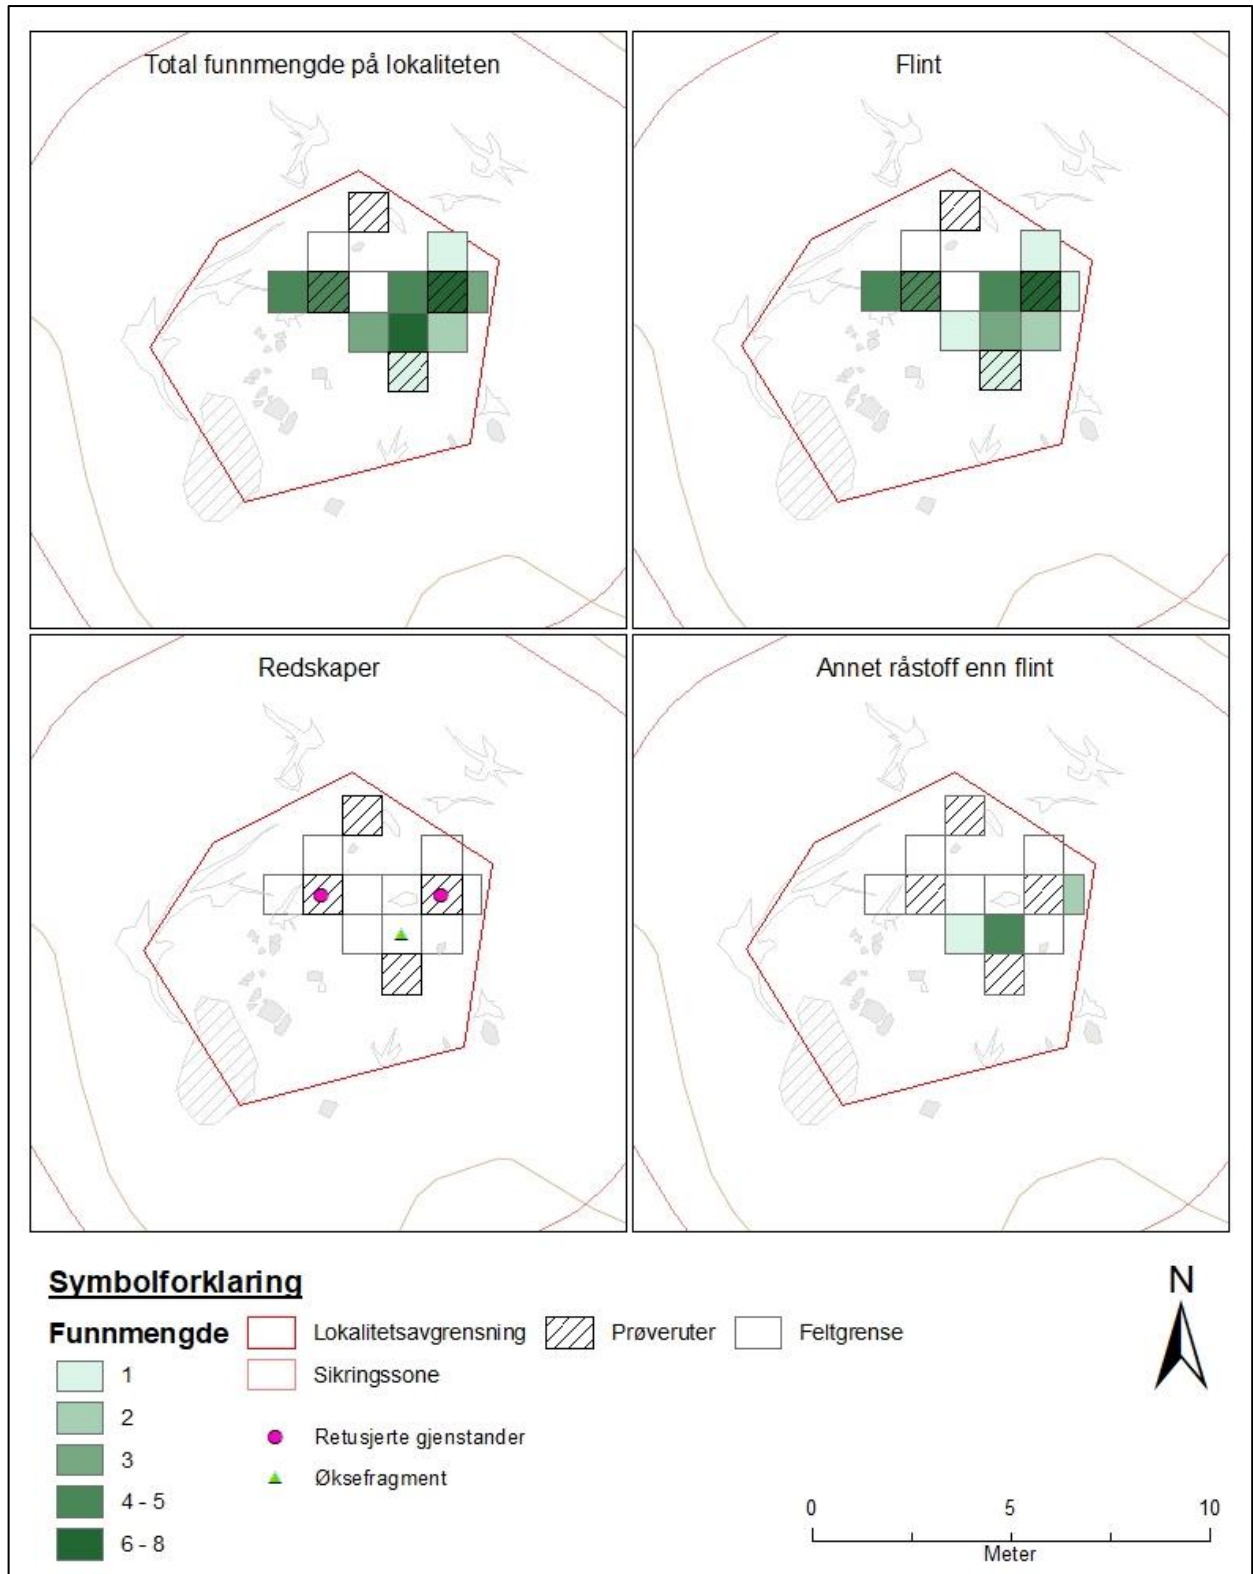 Total funnmengde på lokaliteten
Flint
Redskaper
Annet råstoff enn flint
Symbolforklaring
Funnmengde
1
2
3
4 - 5
6 - 8
Lokalitetsavgrensning
Prøveruter
Feltgrense
Sikringssone
Retusjerte gjenstander
Øksefragment
N
0 5 10
Meter